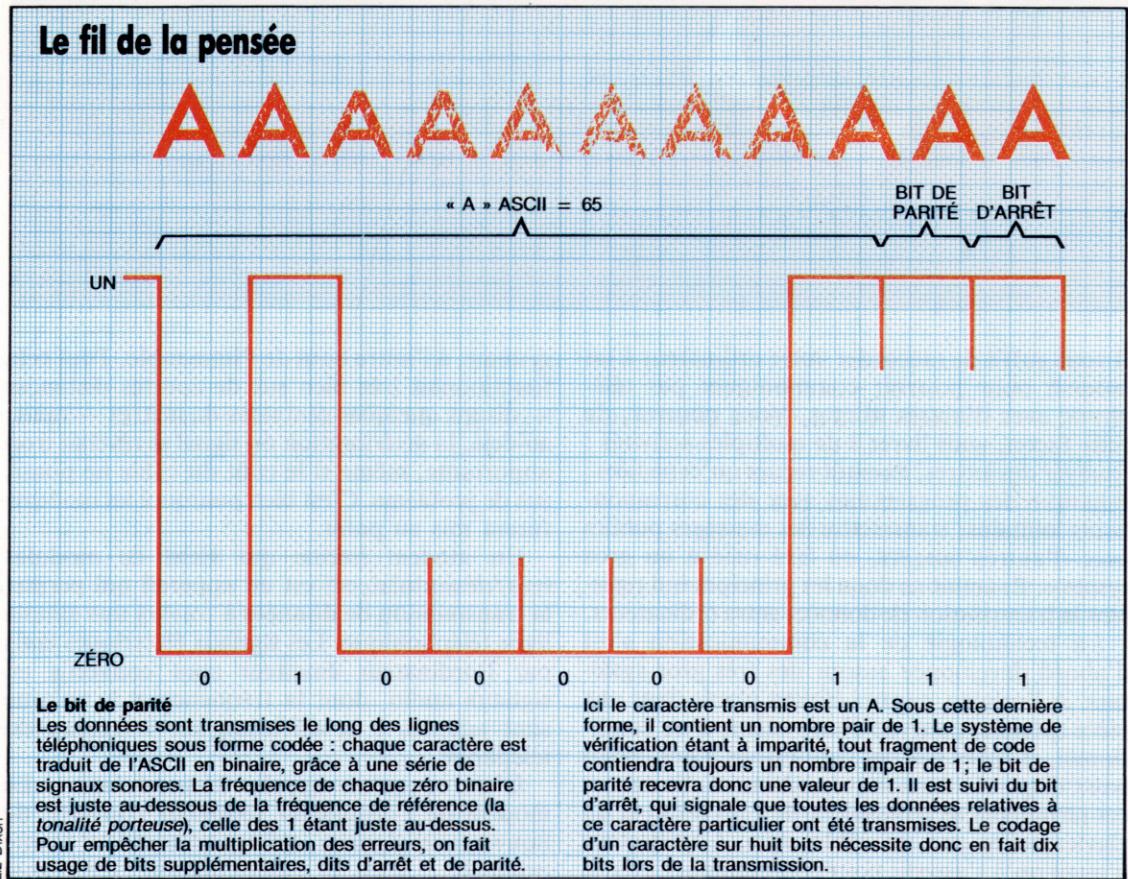 Le fil de la pensée
A A A A A A A A A A A
« A » ASCII = 65
BIT DE PARITÉ
BIT D'ARRÊT
UN
ZÉRO
0 1 0 0 0 0 0 1 1 1
Le bit de parité
Les données sont transmises le long des lignes
téléphoniques sous forme codée : chaque caractère est
traduit de l'ASCII en binaire, grâce à une série de
signaux sonores. La fréquence de chaque zéro binaire
est juste au-dessous de la fréquence de référence (la
tonalité porteuse), celle des 1 étant juste au-dessus.
Pour empêcher la multiplication des erreurs, on fait
usage de bits supplémentaires, dits d'arrêt et de parité.
Ici le caractère transmis est un A. Sous cette dernière
forme, il contient un nombre pair de 1. Le système de
vérification étant à imparité, tout fragment de code
contiendra toujours un nombre impair de 1 ; le bit de
parité recevra donc une valeur de 1. Il est suivi du bit
d'arrêt, qui signale que toutes les données relatives à
ce caractère particulier ont été transmises. Le codage
d'un caractère sur huit bits nécessite donc en fait dix
bits lors de la transmission.